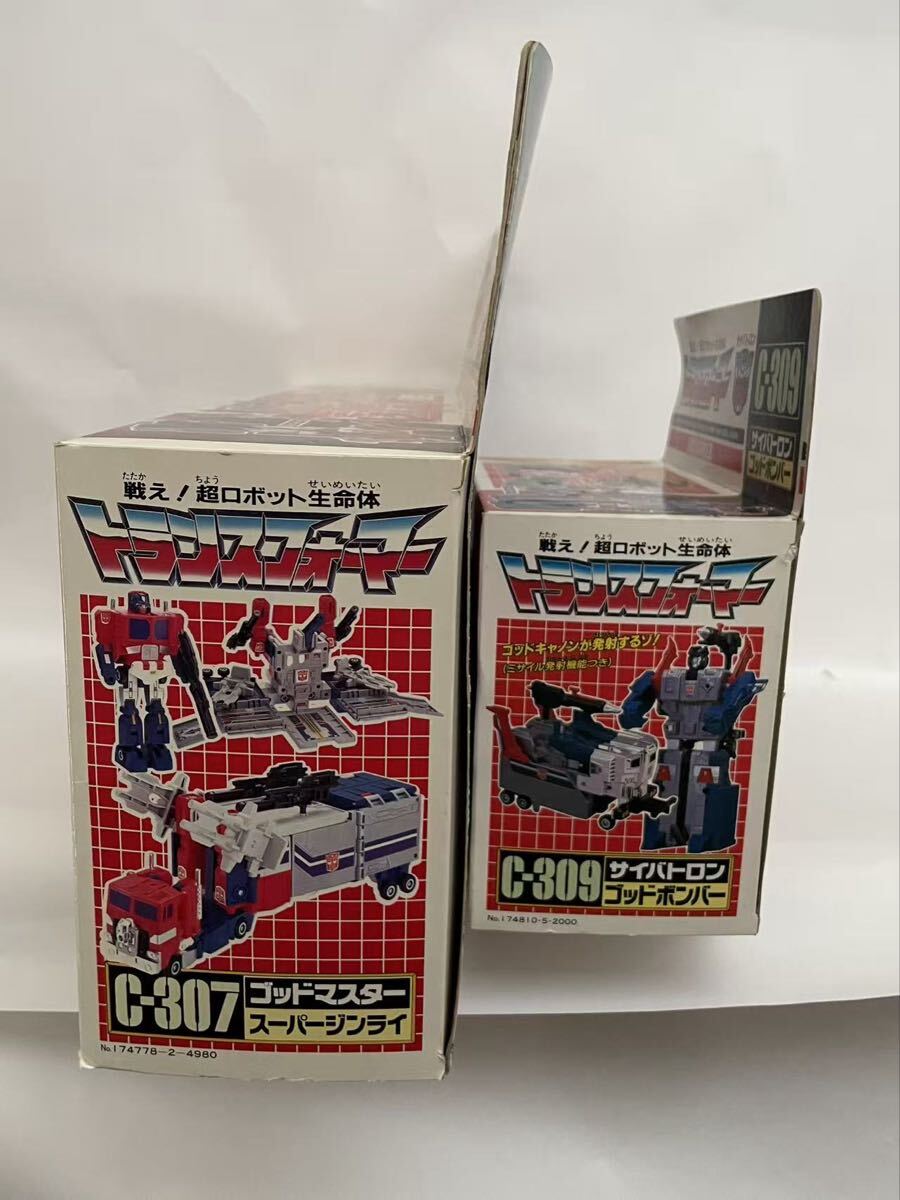 たたか ちょう せいめいたい
戦え!超ロボット生命体
トランスフォーマー
C-307
ゴッドマスター
スーパージンライ
No.174778-2-4980
C-309
サイバトロン
ゴッドボンバー
たたか ちょう せいめいたい
戦え!超ロボット生命体
トランスフォーマー
ゴッドキャノンが発射するゾ!
(ミサイル発射機能つき)
C-309
サイバトロン
ゴッドボンバー
No.174810-5-2000